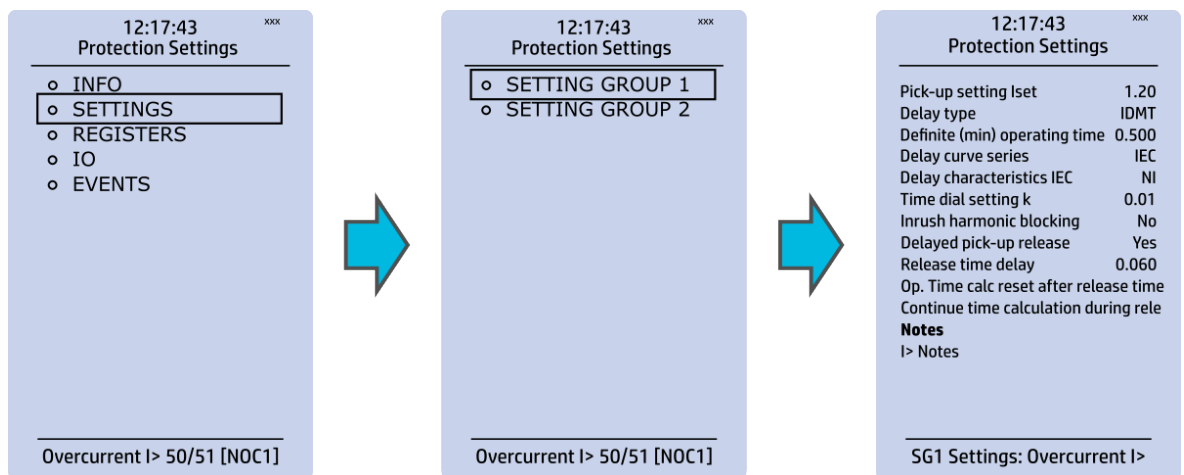 12:17:43 xxx
Protection Settings
INFO
SETTINGS
REGISTERS
IO
EVENTS
Overcurrent I> 50/51 [NOC1]
12:17:43 xxx
Protection Settings
SETTING GROUP 1
SETTING GROUP 2
Overcurrent I> 50/51 [NOC1]
12:17:43 xxx
Protection Settings
Pick-up setting Iset 1.20
Delay type IDMT
Definite (min) operating time 0.500
Delay curve series IEC
Delay characteristics IEC NI
Time dial setting k 0.01
Inrush harmonic blocking No
Delayed pick-up release Yes
Release time delay 0.060
Op. Time calc reset after release time
Continue time calculation during rele
Notes
I> Notes
SG1 Settings: Overcurrent I>